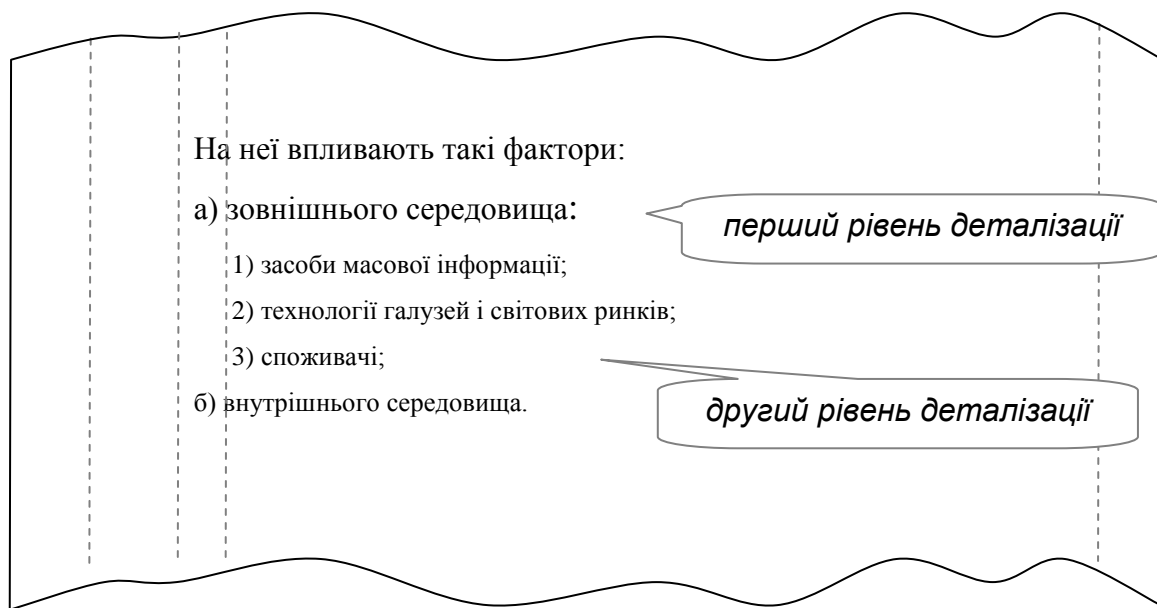 На неї впливають такі фактори:
а) зовнішнього середовища:
перший рівень деталізації
1) засоби масової інформації;
2) технології галузей і світових ринків;
3) споживачі;
б) внутрішнього середовища.
другий рівень деталізації